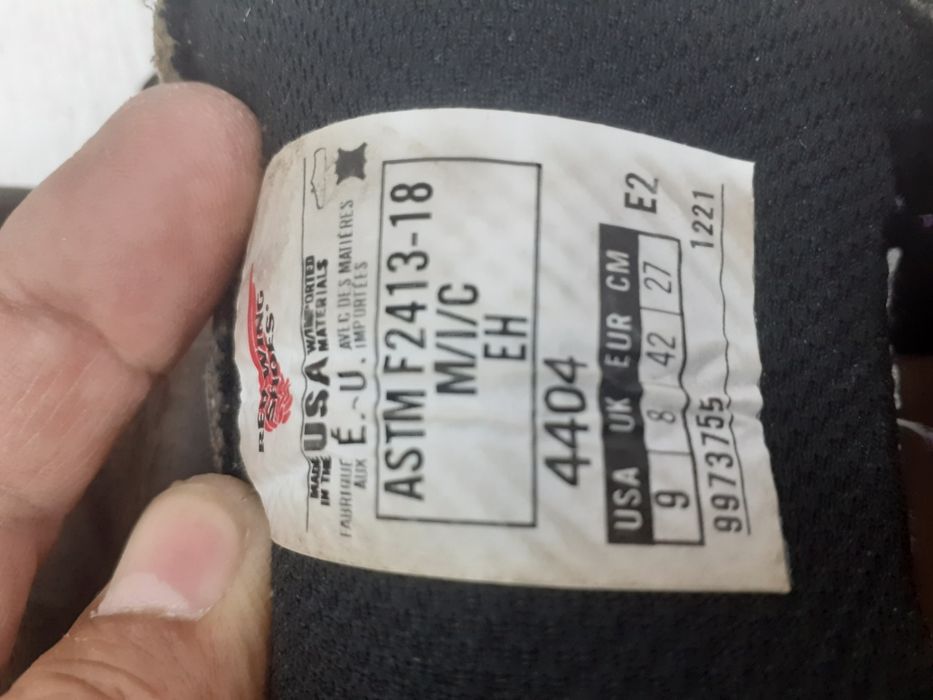 RED WING
SHOES
MADE IN THE USA W/IMPORTED MATERIALS
FABRIQUÉ AUX É.-U. AVEC DES MATIÈRES IMPORTÉES
ASTM F2413-18
M/I/C
EH
4404
USA UK EUR CM E2
9 8 42 27
9973755 1221